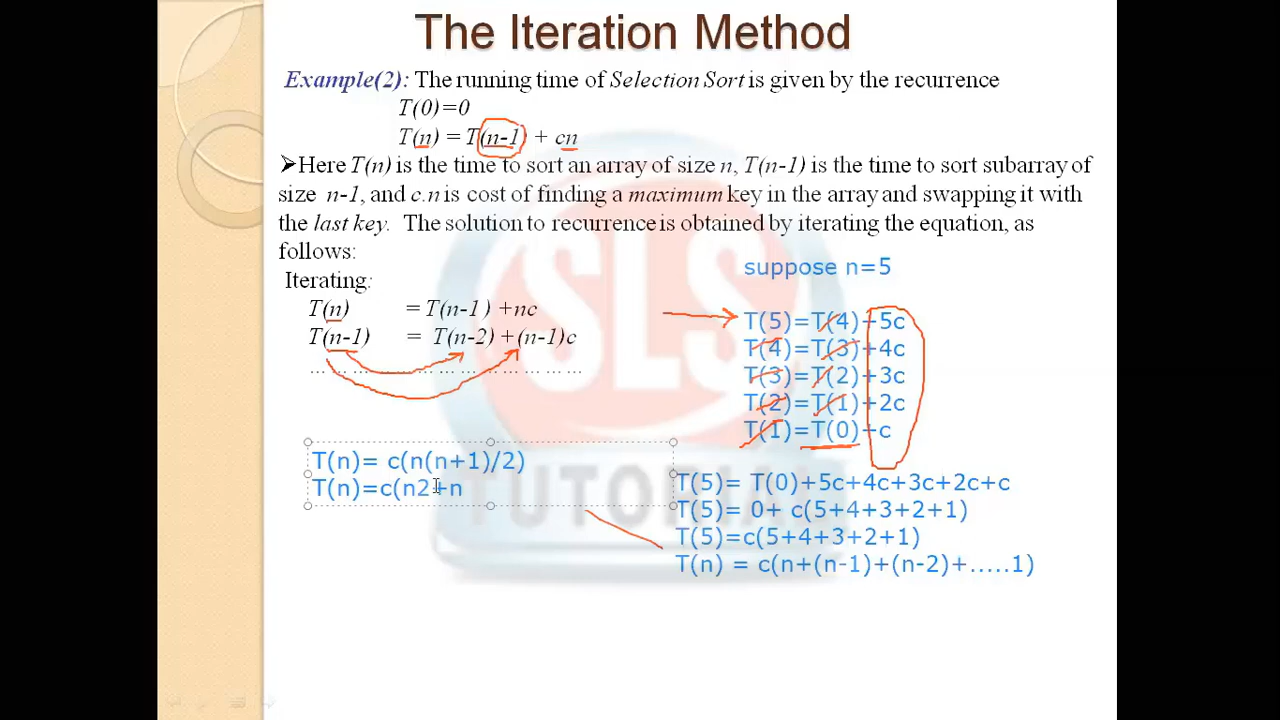 The Iteration Method
Example(2): The running time of Selection Sort is given by the recurrence
T(0)=0
T(n) = T(n-1) + cn
➢Here T(n) is the time to sort an array of size n, T(n-1) is the time to sort subarray of
size n-1, and c.n is cost of finding a maximum key in the array and swapping it with
the last key. The solution to recurrence is obtained by iterating the equation, as
follows:
Iterating:
T(n) = T(n-1 ) +nc
T(n-1) = T(n-2) +(n-1)c
… … … … … … … … … … … …
suppose n=5
T(5)=T(4)+5c
T(4)=T(3)+4c
T(3)=T(2)+3c
T(2)=T(1)+2c
T(1)=T(0)+c
T(n)= c(n(n+1)/2)
T(n)=c(n2+n
T(5)= T(0)+5c+4c+3c+2c+c
T(5)= 0+ c(5+4+3+2+1)
T(5)=c(5+4+3+2+1)
T(n) = c(n+(n-1)+(n-2)+.....1)
SLS
TUTORIAL